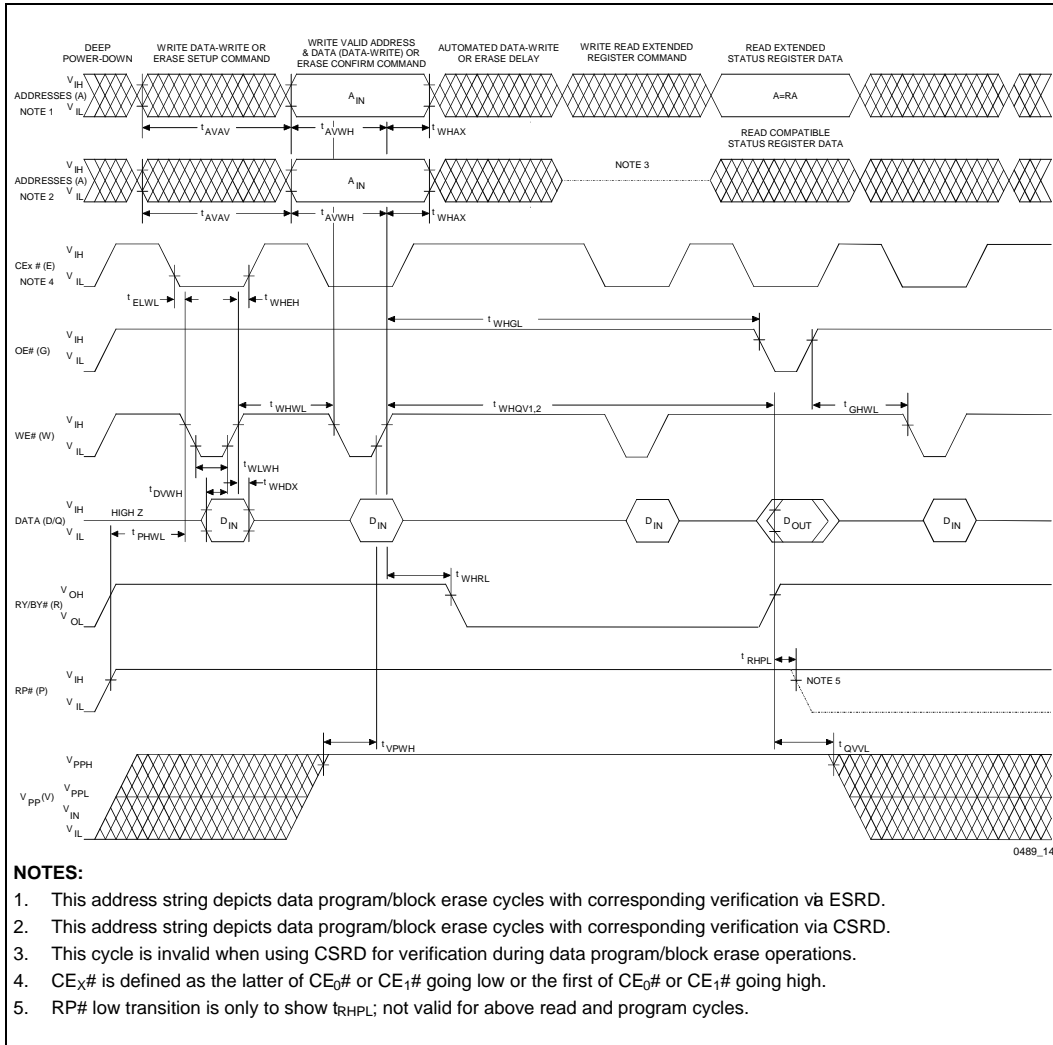 DEEP
POWER-DOWN
WRITE DATA-WRITE OR
ERASE SETUP COMMAND
WRITE VALID ADDRESS
& DATA (DATA-WRITE) OR
ERASE CONFIRM COMMAND
AUTOMATED DATA-WRITE
OR ERASE DELAY
WRITE READ EXTENDED
REGISTER COMMAND
READ EXTENDED
STATUS REGISTER DATA
V IH
ADDRESSES (A)
NOTE 1
V IL
A IN
A=RA
t AVAV
t AVWH
t WHAX
READ COMPATIBLE
STATUS REGISTER DATA
V IH
ADDRESSES (A)
NOTE 2
V IL
A IN
NOTE 3
t AVAV
t AVWH
t WHAX
V IH
CEx # (E)
NOTE 4
V IL
t ELWL
t WHEH
t WHGL
V IH
OE# (G)
V IL
t WHWL
t WHQV1,2
t GHWL
V IH
WE# (W)
V IL
t WLWH
t DVWH
t WHDX
V IH
DATA (D/Q)
V IL
HIGH Z
D IN
D IN
D IN
D OUT
D IN
t PHWL
t WHRL
V OH
RY/BY# (R)
V OL
t RHPL
V IH
RP# (P)
V IL
NOTE 5
t VPWH
t QVVL
V PPH
V PPL
V PP (V)
V IN
V IL
0489_14
NOTES:
1. This address string depicts data program/block erase cycles with corresponding verification via ESRD.
2. This address string depicts data program/block erase cycles with corresponding verification via CSRD.
3. This cycle is invalid when using CSRD for verification during data program/block erase operations.
4. CEX# is defined as the latter of CE0# or CE1# going low or the first of CE0# or CE1# going high.
5. RP# low transition is only to show tRHPL; not valid for above read and program cycles.